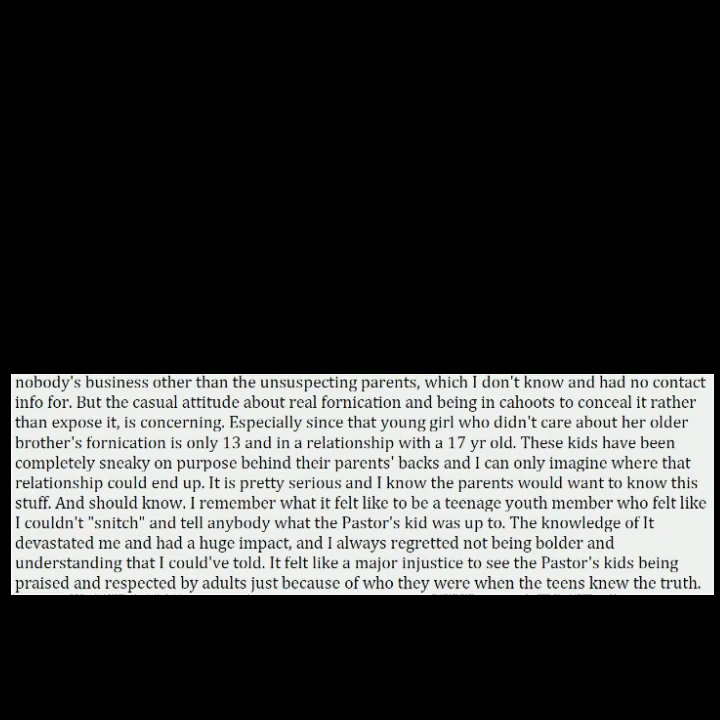 nobody's business other than the unsuspecting parents, which I don't know and had no contact
info for. But the casual attitude about real fornication and being in cahoots to conceal it rather
than expose it, is concerning. Especially since that young girl who didn't care about her older
brother's fornication is only 13 and in a relationship with a 17 yr old. These kids have been
completely sneaky on purpose behind their parents' backs and I can only imagine where that
relationship could end up. It is pretty serious and I know the parents would want to know this
stuff. And should know. I remember what it felt like to be a teenage youth member who felt like
I couldn't "snitch" and tell anybody what the Pastor's kid was up to. The knowledge of It
devastated me and had a huge impact, and I always regretted not being bolder and
understanding that I could've told. It felt like a major injustice to see the Pastor's kids being
praised and respected by adults just because of who they were when the teens knew the truth.